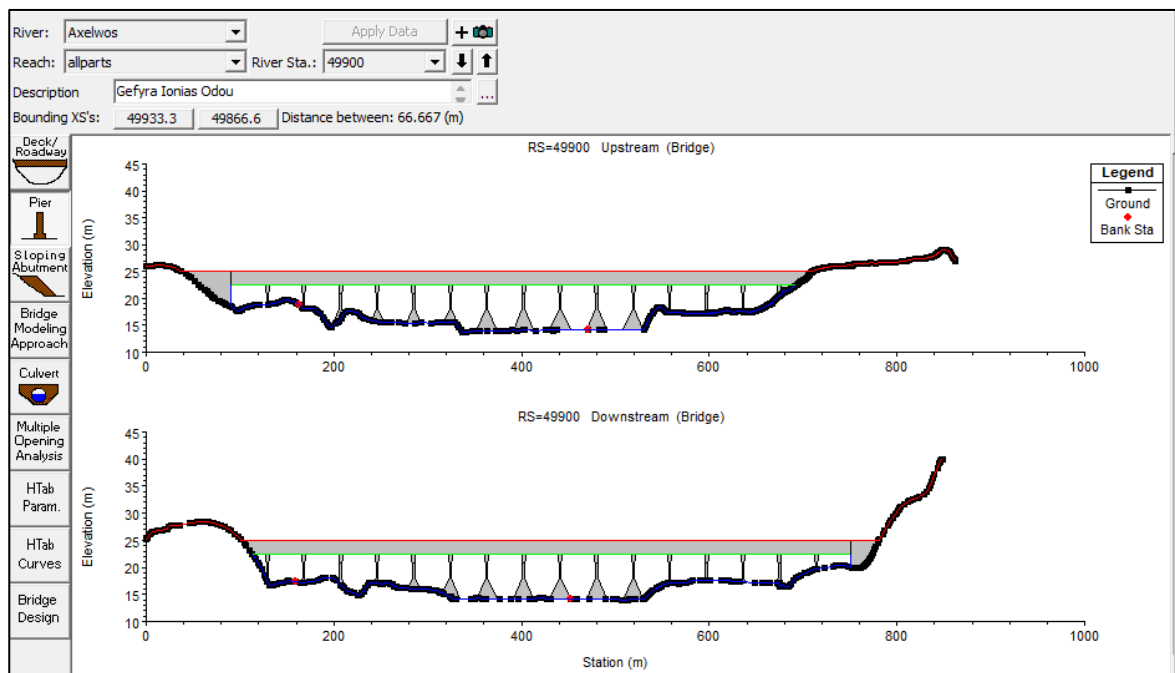 River: Axelwos Apply Data +
Reach: allparts River Sta.: 49900
Description Gefyra Ionias Odou ...
Bounding XS's: 49933.3 49866.6 Distance between: 66.667 (m)
Deck/
Roadway
Pier
Sloping
Abutment
Bridge
Modeling
Approach
Culvert
Multiple
Opening
Analysis
HTab
Param.
HTab
Curves
Bridge
Design
RS=49900 Upstream (Bridge)
Elevation (m)
45
40
35
30
25
20
15
10
0 200 400 600 800 1000
Legend
Ground
Bank Sta
RS=49900 Downstream (Bridge)
Elevation (m)
45
40
35
30
25
20
15
10
0 200 400 600 800 1000
Station (m)